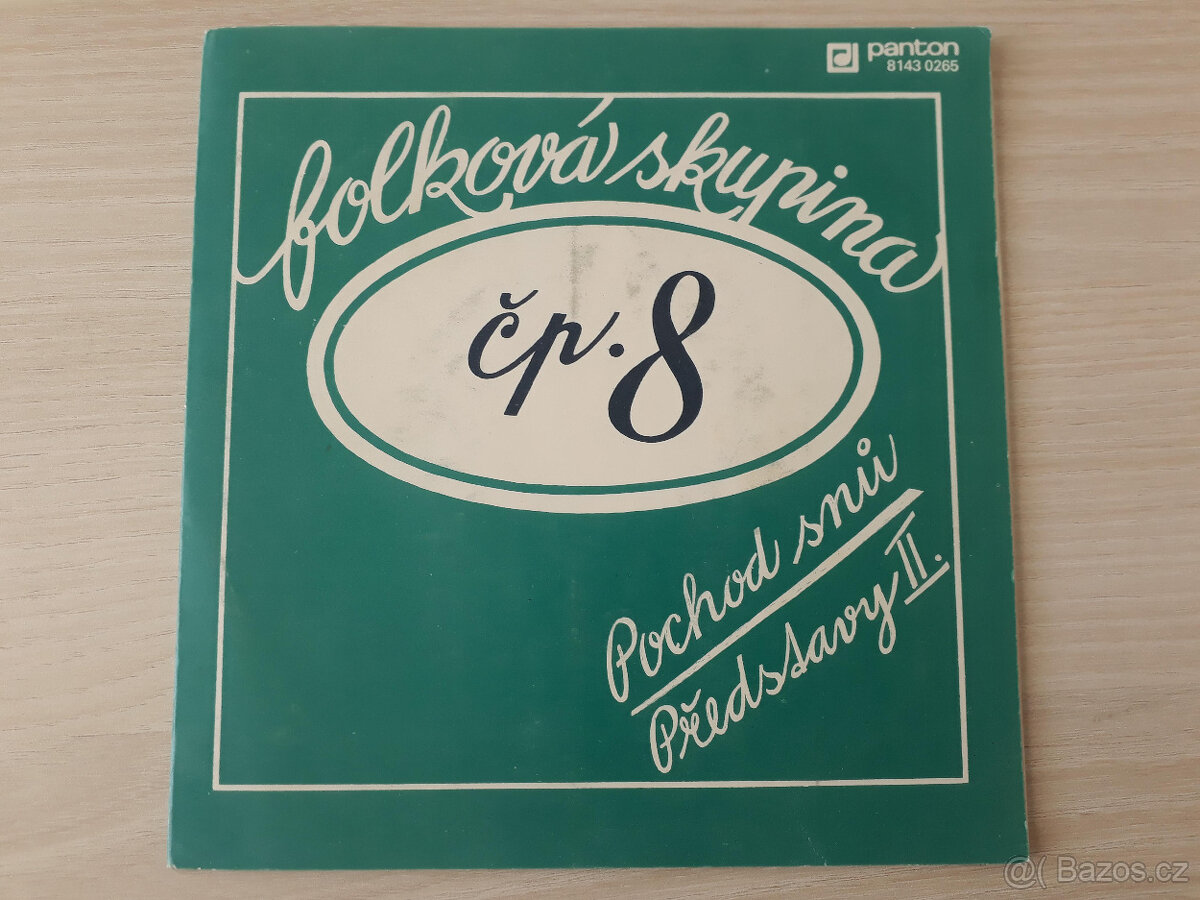 panton
8143 0265
folková skupina
čp. 8
Pochod snů
Představy II.
@( Bazos.cz